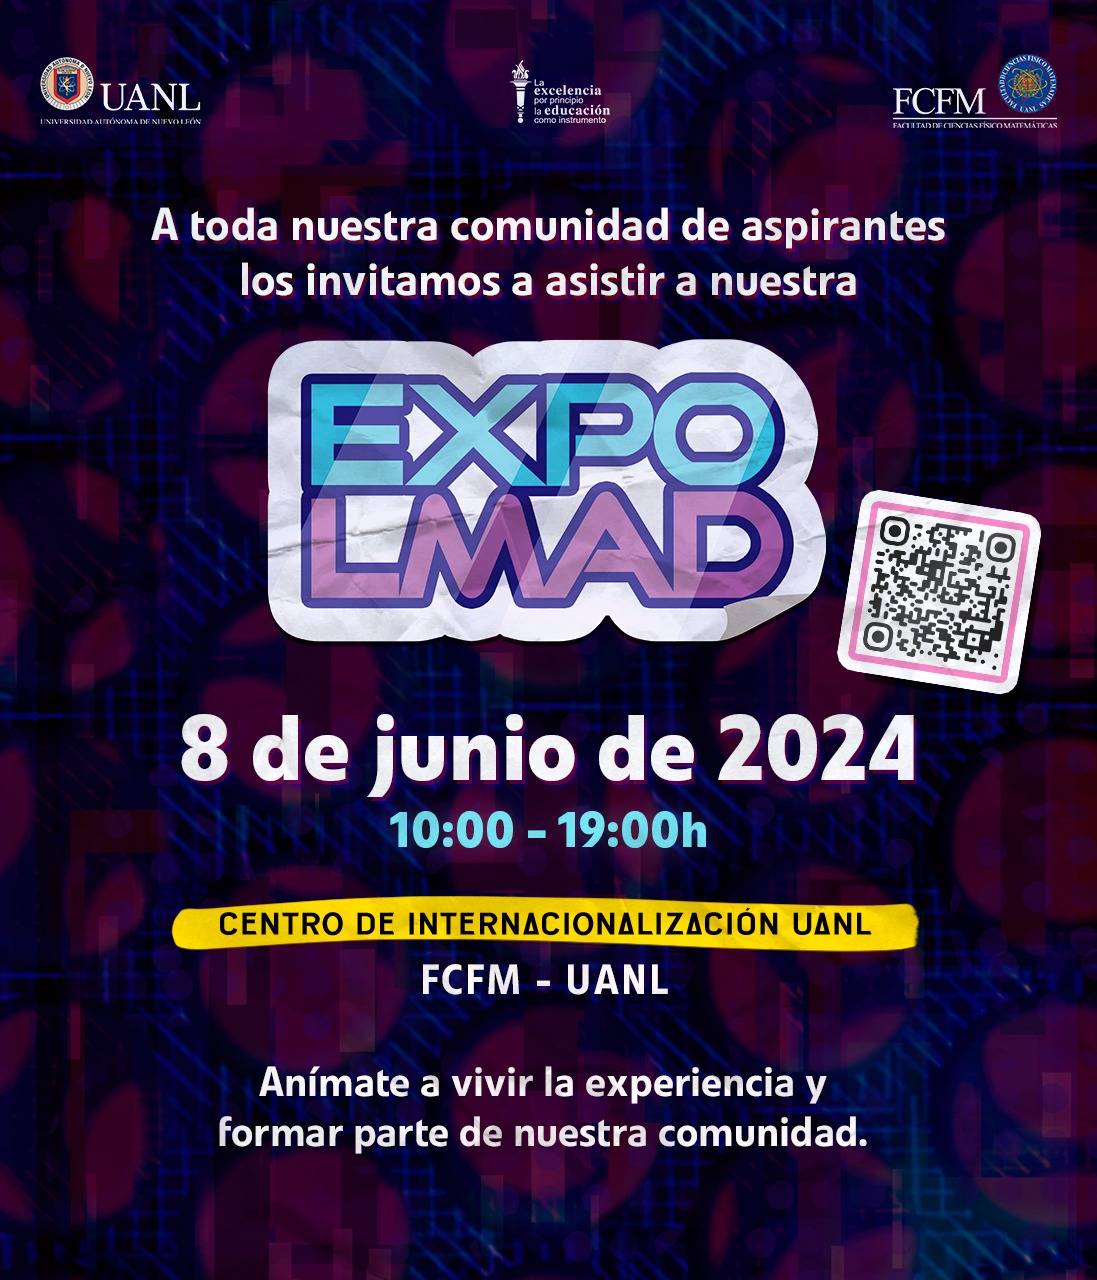 UANL
UNIVERSIDAD AUTÓNOMA DE NUEVO LEÓN
La
excelencia
por principio
la educación
como instrumento
FCFM
FACULTAD DE CIENCIAS FÍSICO MATEMÁTICAS
A toda nuestra comunidad de aspirantes
los invitamos a asistir a nuestra
EXPO
LMAD
8 de junio de 2024
10:00 - 19:00h
CENTRO DE INTERNACIONALIZACIÓN UANL
FCFM - UANL
Anímate a vivir la experiencia y
formar parte de nuestra comunidad.